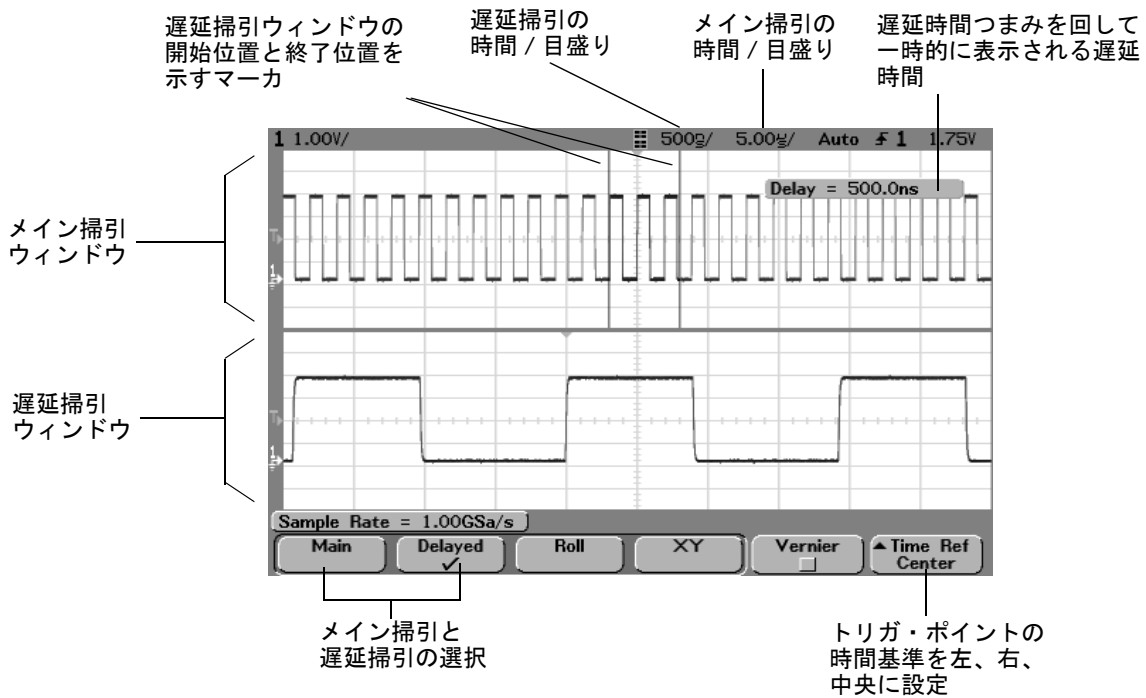 遅延掃引ウィンドウの
開始位置と終了位置を
示すマーカ
遅延掃引の
時間 / 目盛り
メイン掃引の
時間 / 目盛り
遅延時間つまみを回して
一時的に表示される遅延
時間
1 1.00V/ 500ns/ 5.00us/ Auto 1 1.75V
Delay = 500.0ns
メイン掃引
ウィンドウ
T
1
遅延掃引
ウィンドウ
T
1
Sample Rate = 1.00GSa/s
Main Delayed Roll XY Vernier Time Ref
Center
メイン掃引と
遅延掃引の選択
トリガ・ポイントの
時間基準を左、右、
中央に設定